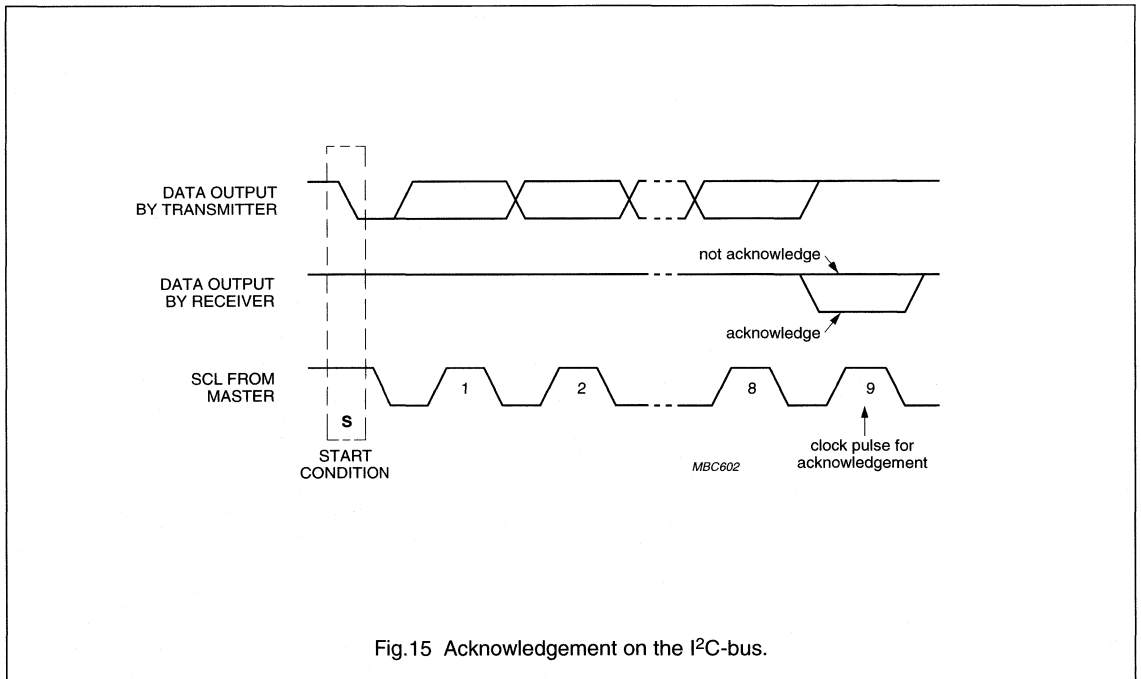 DATA OUTPUT
BY TRANSMITTER
not acknowledge
DATA OUTPUT
BY RECEIVER
acknowledge
SCL FROM
MASTER
1
2
8
9
S
START
CONDITION
clock pulse for
acknowledgement
MBC602
Fig.15 Acknowledgement on the I²C-bus.